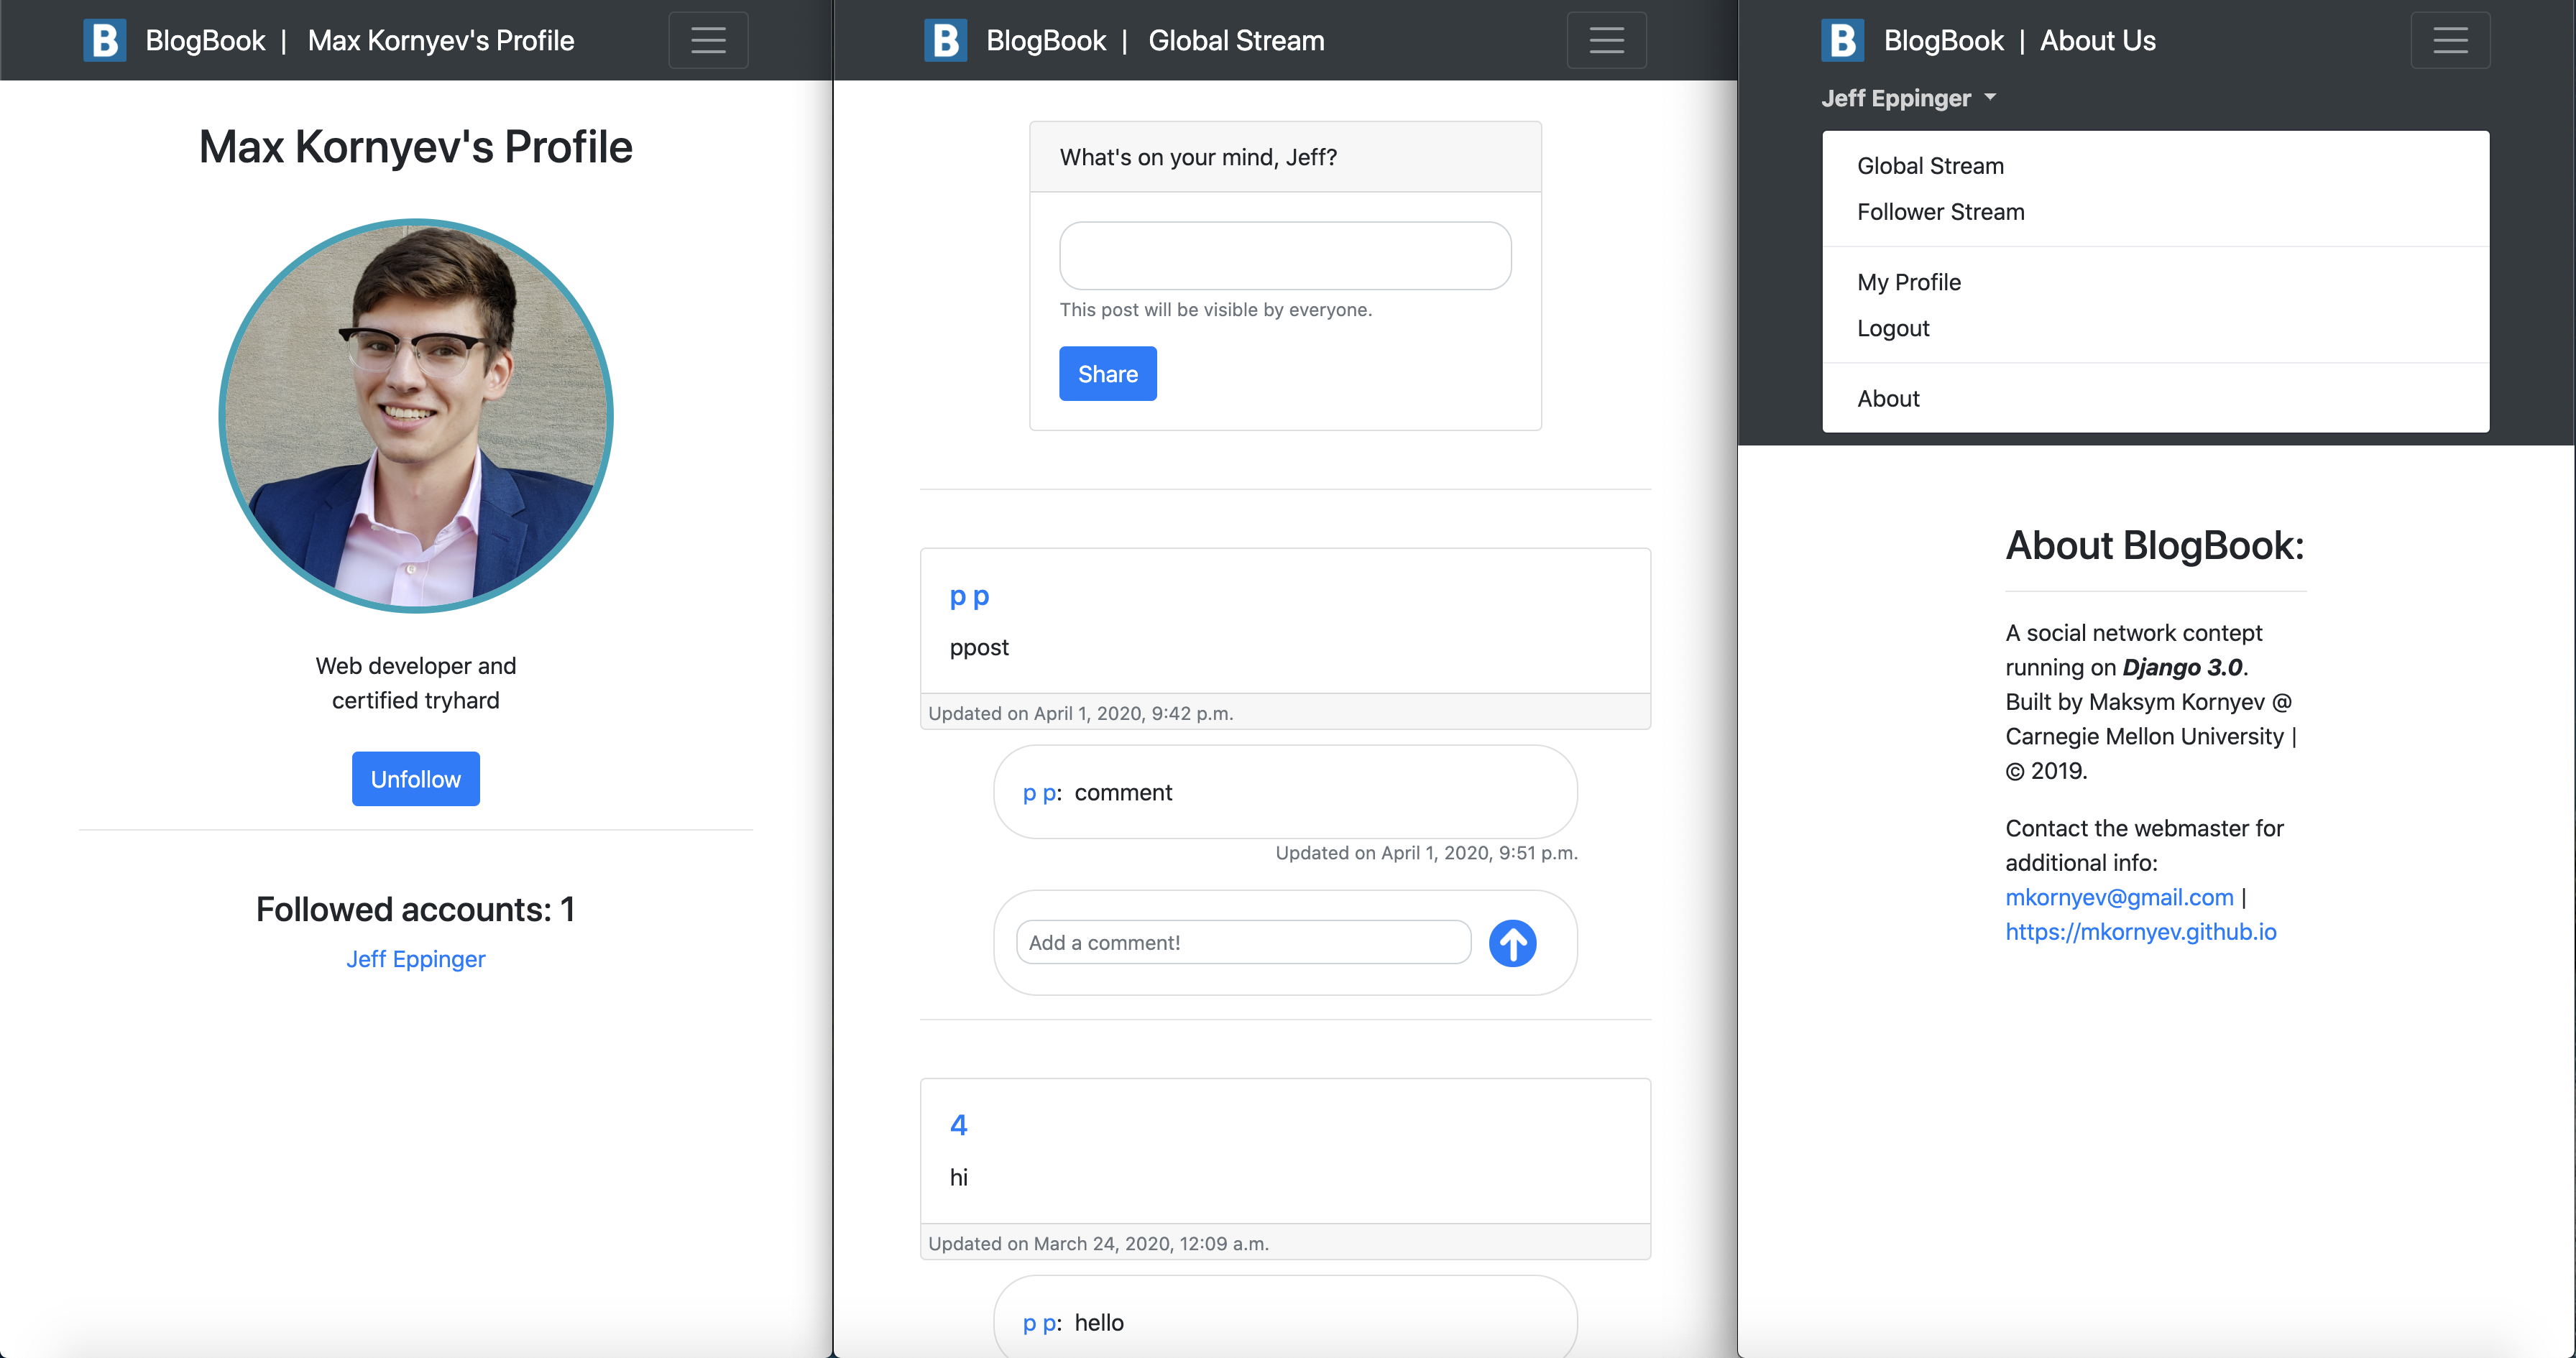 B BlogBook | Max Kornyev's Profile
Max Kornyev's Profile
Web developer and
certified tryhard
Unfollow
Followed accounts: 1
Jeff Eppinger
B BlogBook | Global Stream
What's on your mind, Jeff?
This post will be visible by everyone.
Share
p p
ppost
Updated on April 1, 2020, 9:42 p.m.
p p: comment
Updated on April 1, 2020, 9:51 p.m.
Add a comment!
4
hi
Updated on March 24, 2020, 12:09 a.m.
p p: hello
B BlogBook | About Us
Jeff Eppinger
Global Stream
Follower Stream
My Profile
Logout
About
About BlogBook:
A social network contept
running on Django 3.0.
Built by Maksym Kornyev @
Carnegie Mellon University |
© 2019.
Contact the webmaster for
additional info:
mkornyev@gmail.com |
https://mkornyev.github.io